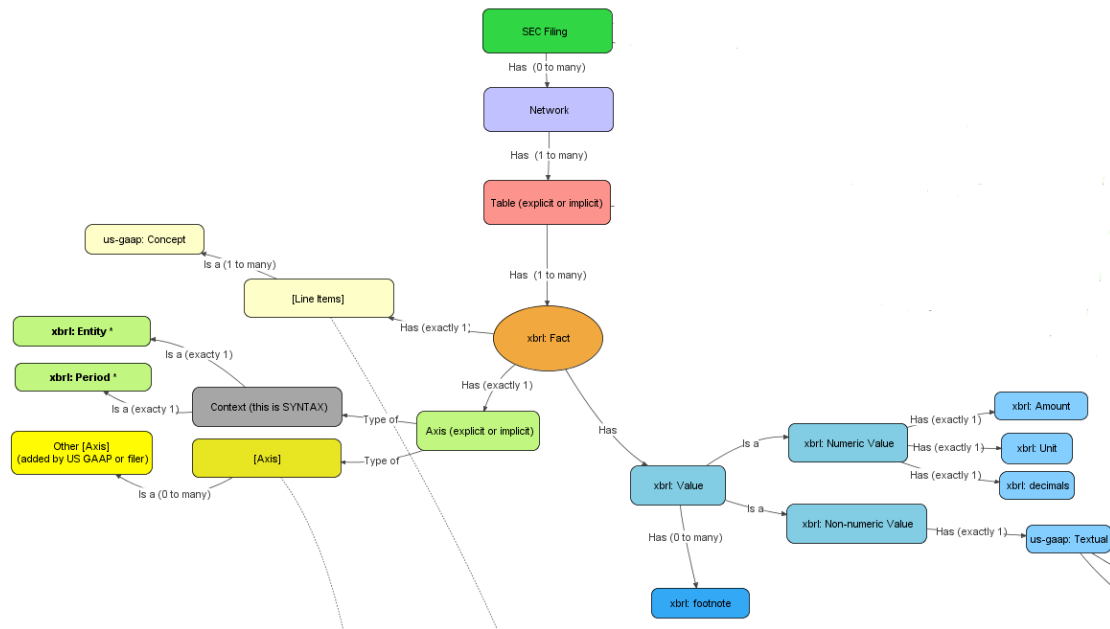 SEC Filing
Has (0 to many)
Network
Has (1 to many)
Table (explicit or implicit)
us-gaap: Concept
Is a (1 to many)
Has (1 to many)
[Line Items]
Has (exactly 1)
xbrl: Fact
xbrl: Entity *
Is a (exacty 1)
xbrl: Period *
Is a (exacty 1)
Context (this is SYNTAX)
Type of
Has (exactly 1)
Axis (explicit or implicit)
Other [Axis]
(added by US GAAP or filer)
[Axis]
Type of
Is a (0 to many)
Has
xbrl: Value
Is a
xbrl: Numeric Value
Has (exactly 1)
xbrl: Amount
Has (exactly 1)
xbrl: Unit
Has (exactly 1)
xbrl: decimals
Is a
xbrl: Non-numeric Value
Has (exactly 1)
us-gaap: Textual
Has (0 to many)
xbrl: footnote